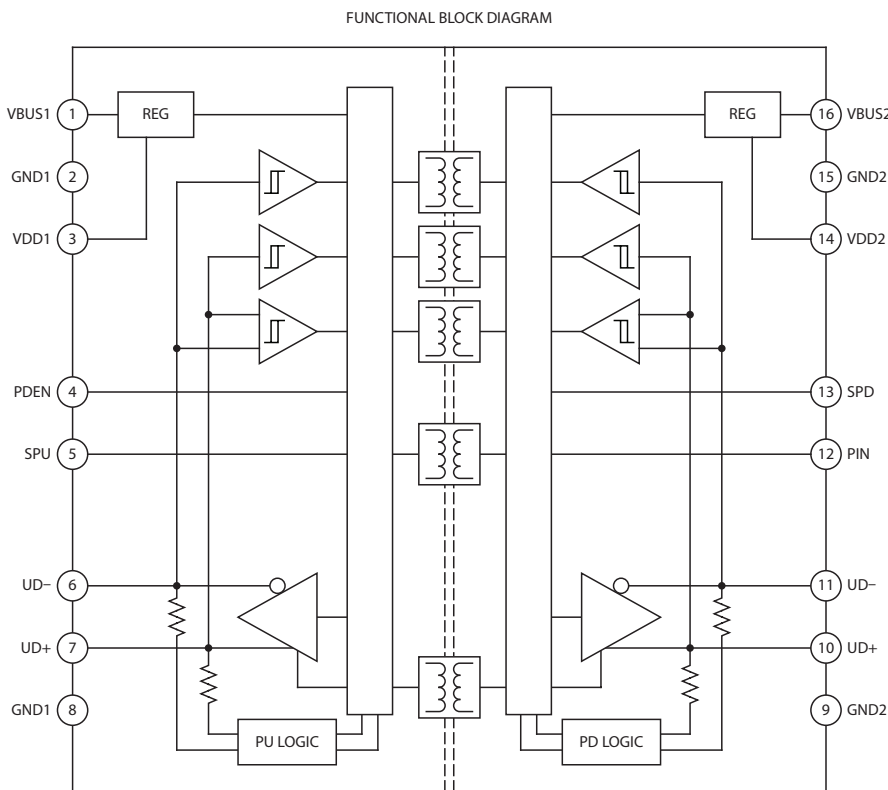 FUNCTIONAL BLOCK DIAGRAM
VBUS1 1 REG REG 16 VBUS2
GND1 2 15 GND2
VDD1 3 14 VDD2
PDEN 4 13 SPD
SPU 5 12 PIN
UD− 6 11 UD−
UD+ 7 10 UD+
GND1 8 9 GND2
PU LOGIC PD LOGIC